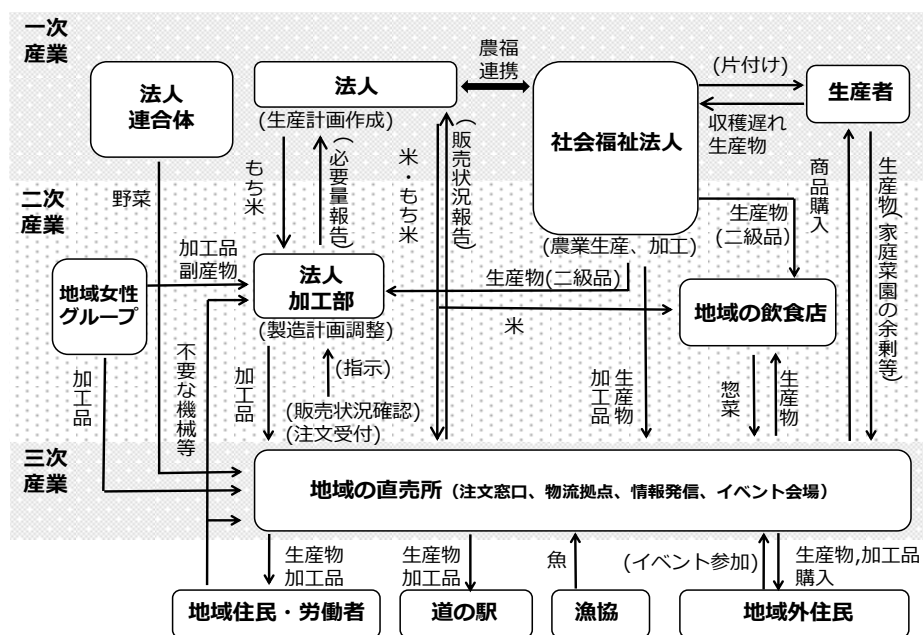 一次
産業
法人
連合体
法人
(生産計画作成)
農福
連携
社会福祉法人
(農業生産、加工)
(片付け)
収穫遅れ
生産物
生産者
もち米
(必要量報告)
米・もち米
(販売状況報告)
商品購入
生産物(家庭菜園の余剰等)
二次
産業
野菜
加工品
副産物
地域女性
グループ
法人
加工部
(製造計画調整)
生産物(二級品)
米
生産物
(二級品)
地域の飲食店
加工品
不要な機械等
加工品
(指示)
(販売状況確認)
(注文受付)
生産物
加工品
惣菜
生産物
三次
産業
地域の直売所(注文窓口、物流拠点、情報発信、イベント会場)
生産物
加工品
生産物
加工品
魚
(イベント参加)
生産物,加工品
購入
地域住民・労働者
道の駅
漁協
地域外住民